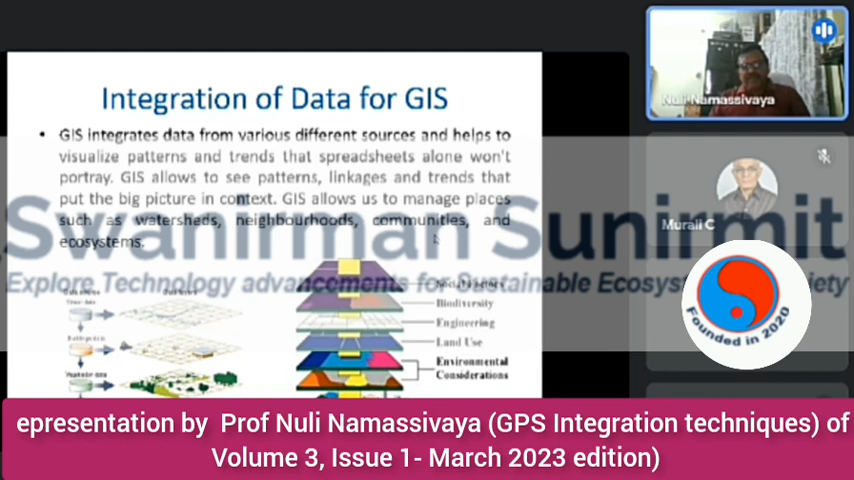 Integration of Data for GIS
• GIS integrates data from various different sources and helps to
visualize patterns and trends that spreadsheets alone won't
portray. GIS allows to see patterns, linkages and trends that
put the big picture in context. GIS allows us to manage places
such as watersheds, neighbourhoods, communities, and
ecosystems.
Biodiversity
Engineering
Land Use
Environmental
Considerations
Swanirman Sunirmit
Explore Technology advancements for Sustainable Ecosys
iety
Nuli Namassivaya
Murali C
Founded in 2020
epresentation by Prof Nuli Namassivaya (GPS Integration techniques) of
Volume 3, Issue 1- March 2023 edition)